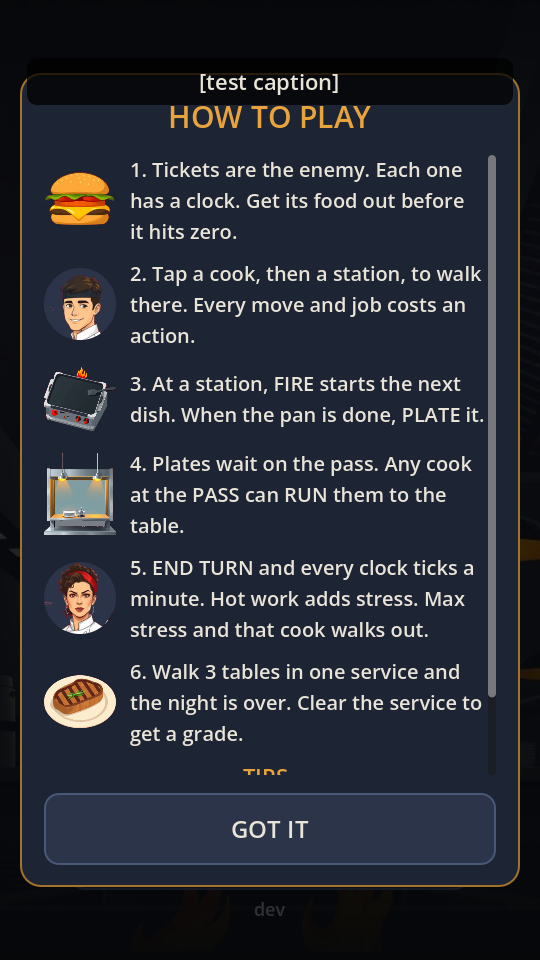 [test caption]
HOW TO PLAY
1. Tickets are the enemy. Each one
has a clock. Get its food out before
it hits zero.
2. Tap a cook, then a station, to walk
there. Every move and job costs an
action.
3. At a station, FIRE starts the next
dish. When the pan is done, PLATE it.
4. Plates wait on the pass. Any cook
at the PASS can RUN them to the
table.
5. END TURN and every clock ticks a
minute. Hot work adds stress. Max
stress and that cook walks out.
6. Walk 3 tables in one service and
the night is over. Clear the service to
get a grade.
TIPS
GOT IT
dev